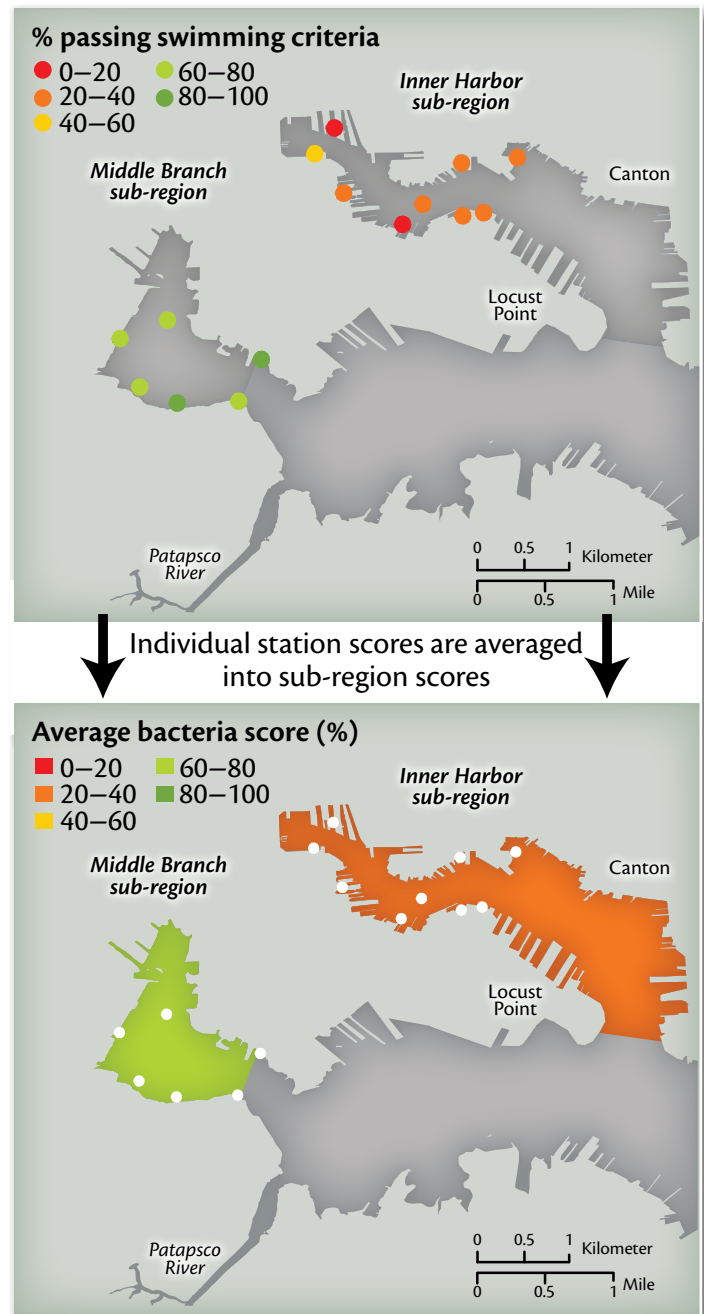 % passing swimming criteria
0–20
60–80
20–40
80–100
40–60
Inner Harbor
sub-region
Middle Branch
sub-region
Canton
Locust
Point
Patapsco
River
0 0.5 1 Kilometer
0 0.5 1 Mile
Individual station scores are averaged
into sub-region scores
Average bacteria score (%)
0–20
60–80
20–40
80–100
40–60
Inner Harbor
sub-region
Middle Branch
sub-region
Canton
Locust
Point
Patapsco
River
0 0.5 1 Kilometer
0 0.5 1 Mile